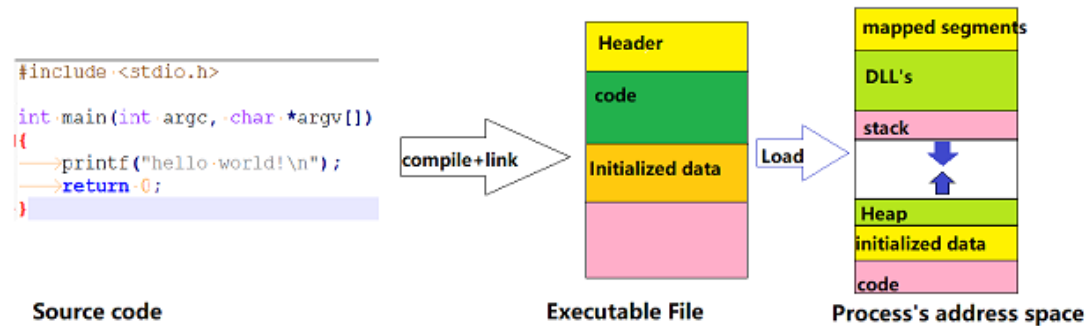 #include <stdio.h>
int main(int argc, char *argv[])
{
printf("hello world!\n");
return 0;
}
Source code
compile+link
Header
code
Initialized data
Executable File
Load
mapped segments
DLL's
stack
Heap
initialized data
code
Process's address space